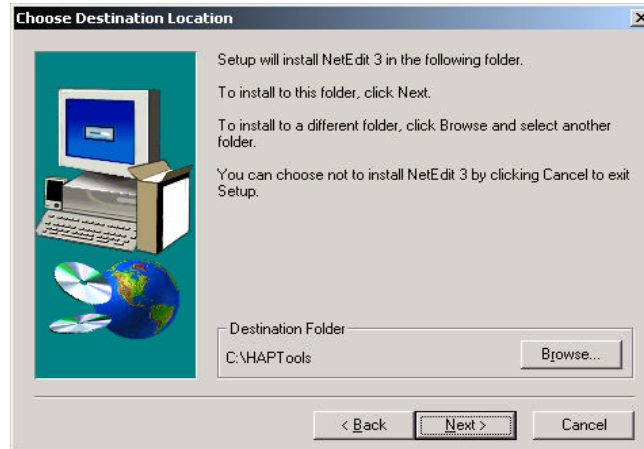 Choose Destination Location
Setup will install NetEdit 3 in the following folder.
To install to this folder, click Next.
To install to a different folder, click Browse and select another
folder.
You can choose not to install NetEdit 3 by clicking Cancel to exit
Setup.
Destination Folder
C:\HAPTools
Browse...
< Back
Next >
Cancel